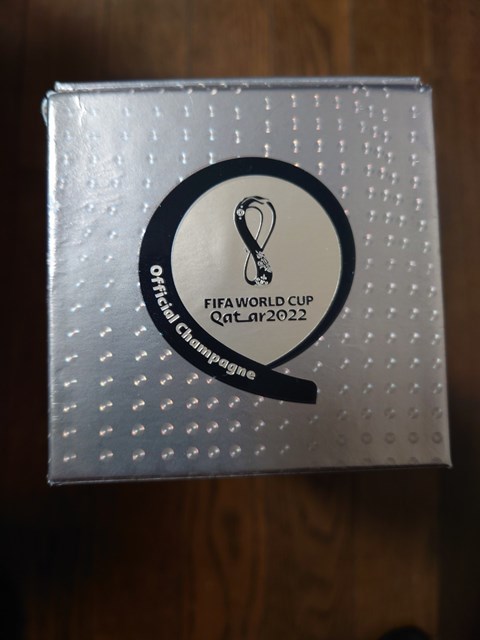 FIFA WORLD CUP
Qatar2022
Official Champagne